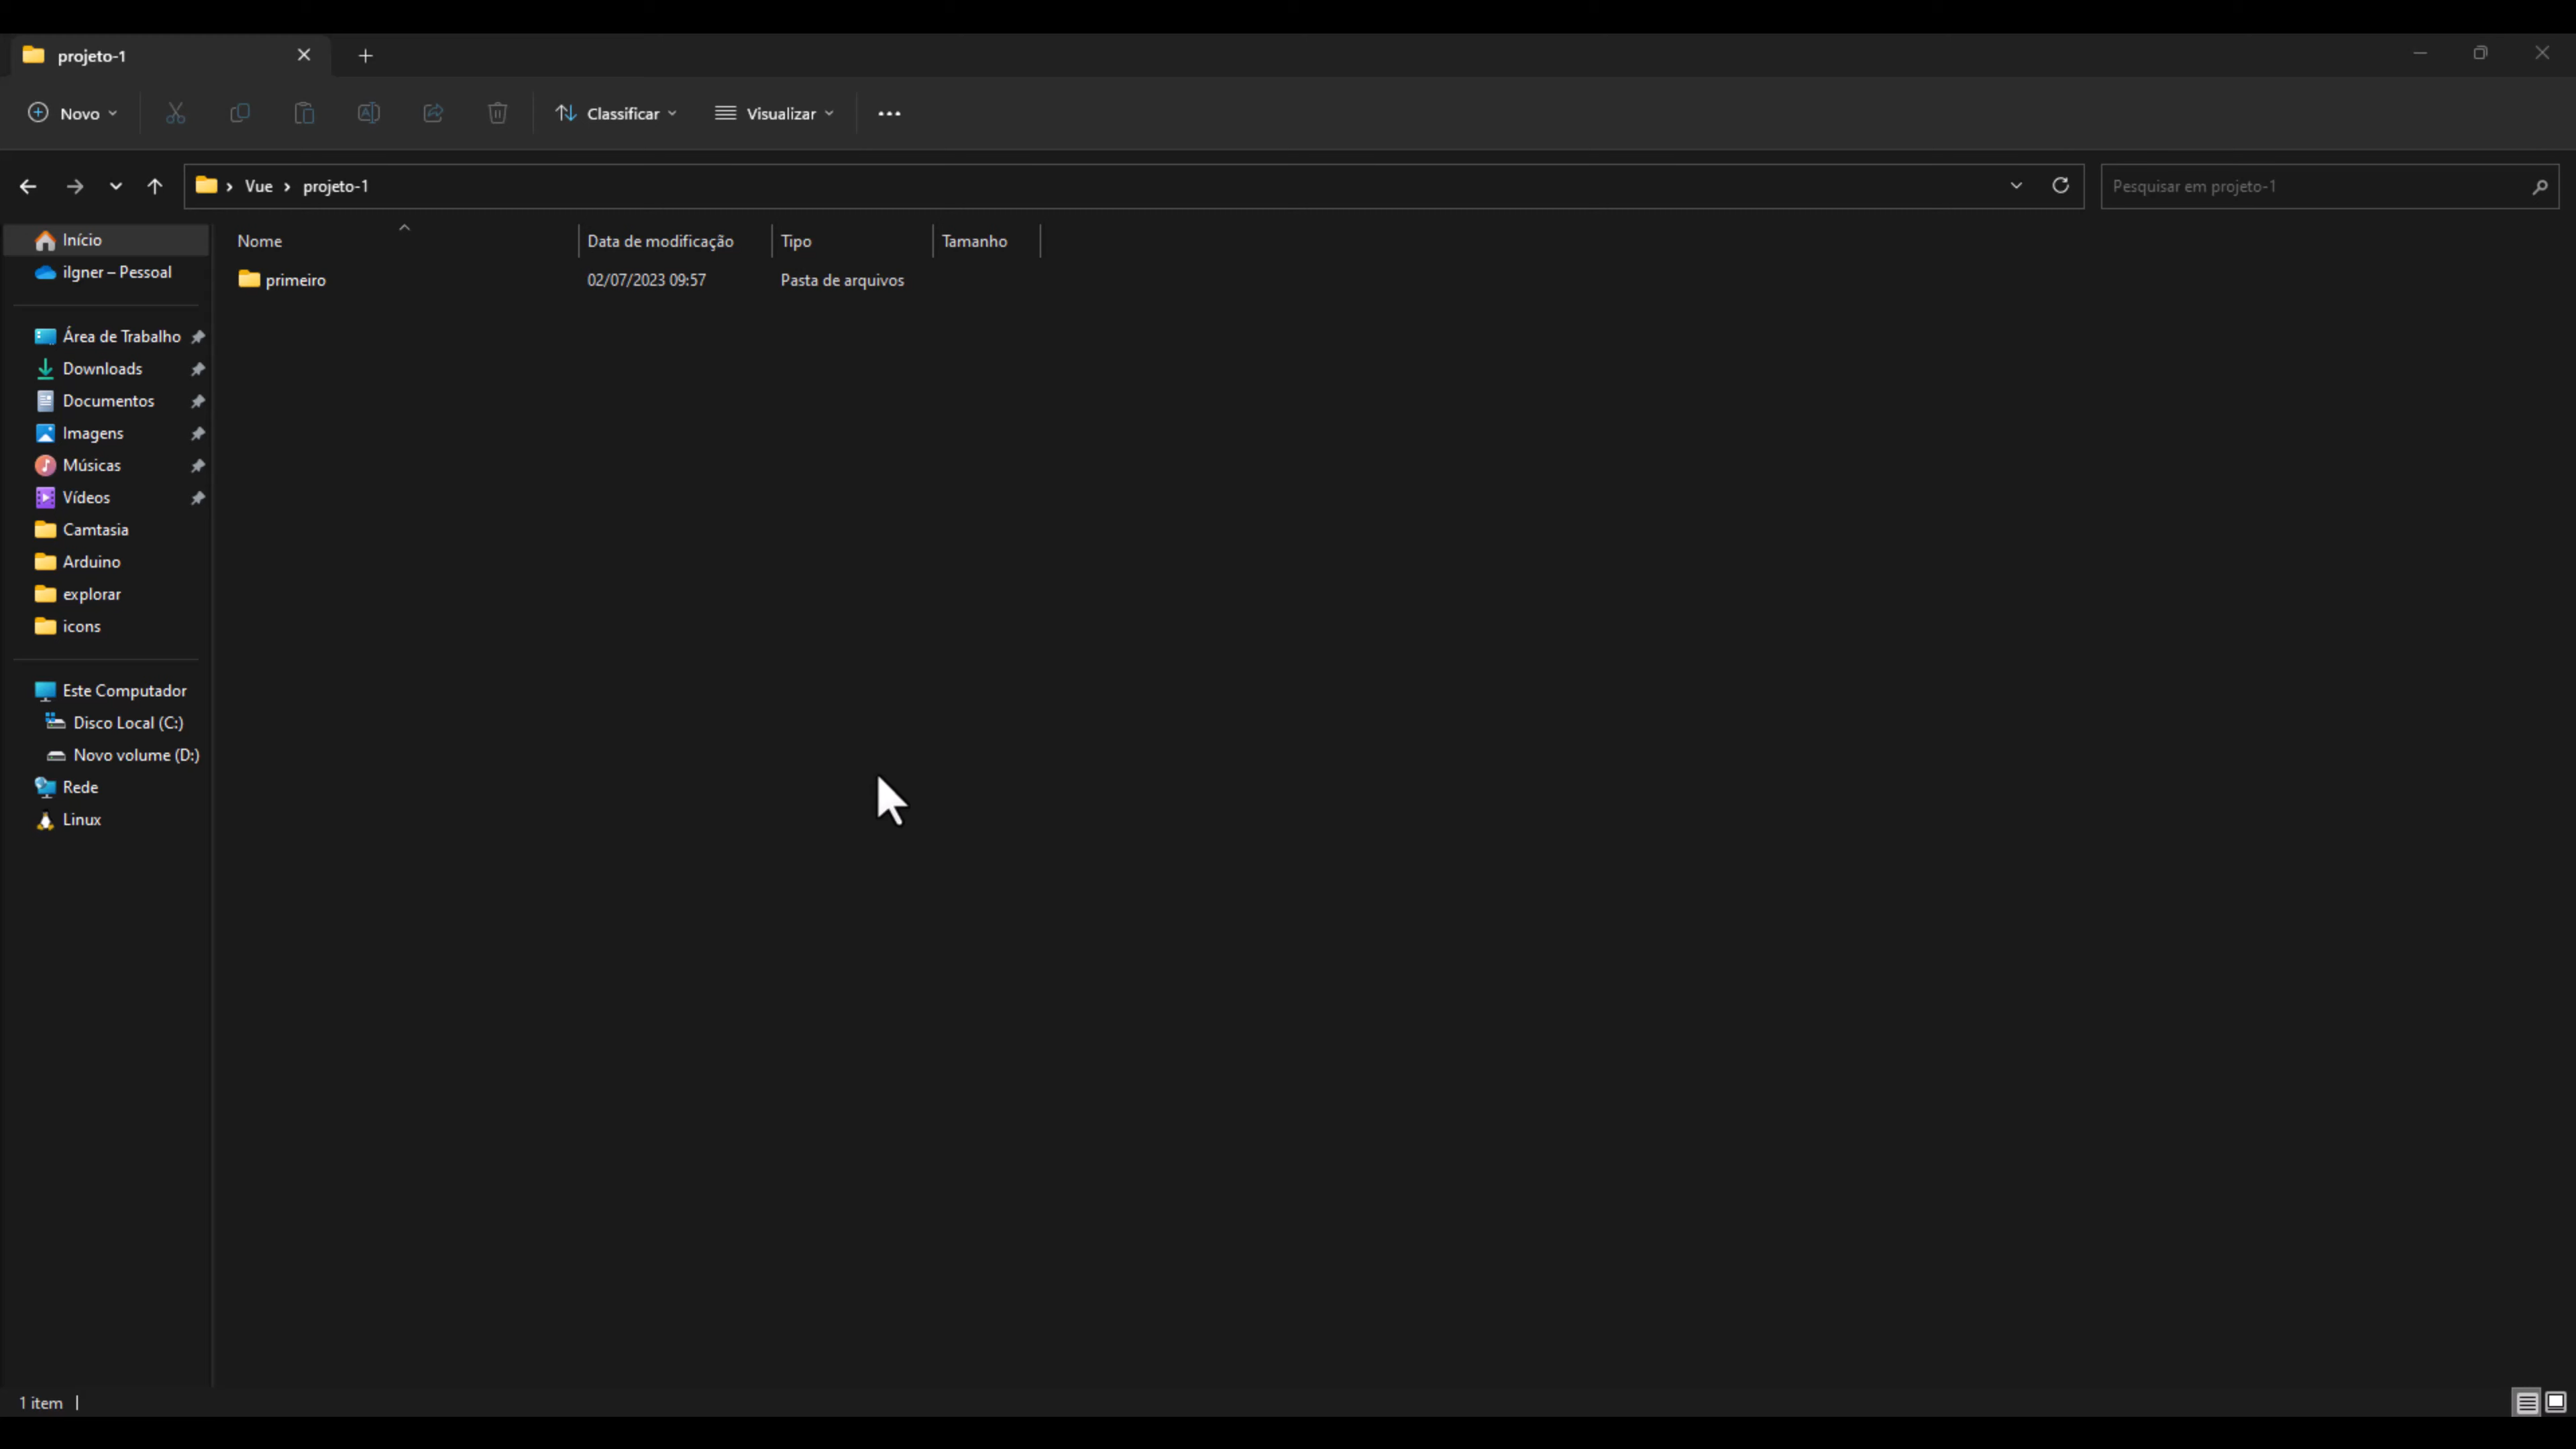 projeto-1
Novo
Classificar
Visualizar
Vue
projeto-1
Pesquisar em projeto-1
Nome
Data de modificação
Tipo
Tamanho
primeiro
02/07/2023 09:57
Pasta de arquivos
Início
ilgner – Pessoal
Área de Trabalho
Downloads
Documentos
Imagens
Músicas
Vídeos
Camtasia
Arduino
explorar
icons
Este Computador
Disco Local (C:)
Novo volume (D:)
Rede
Linux
1 item